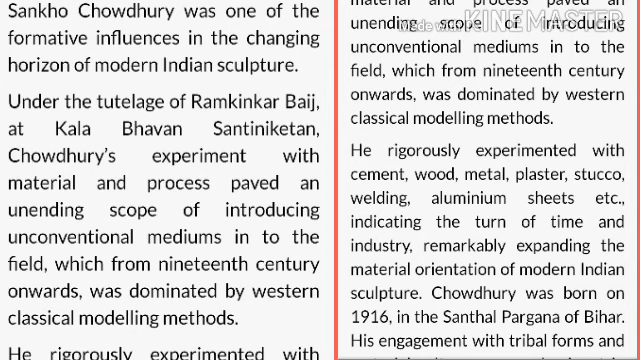 Sankho Chowdhury was one of the
formative influences in the changing
horizon of modern Indian sculpture.
Under the tutelage of Ramkinkar Baij,
at Kala Bhavan Santiniketan,
Chowdhury's experiment with
material and process paved an
unending scope of introducing
unconventional mediums in to the
field, which from nineteenth century
onwards, was dominated by western
classical modelling methods.
He rigorously experimented with
material and process paved an
unending scope of introducing
unconventional mediums in to the
field, which from nineteenth century
onwards, was dominated by western
classical modelling methods.
He rigorously experimented with
cement, wood, metal, plaster, stucco,
welding, aluminium sheets etc.,
indicating the turn of time and
industry, remarkably expanding the
material orientation of modern Indian
sculpture. Chowdhury was born on
1916, in the Santhal Pargana of Bihar.
His engagement with tribal forms and
Made with KINEMASTER